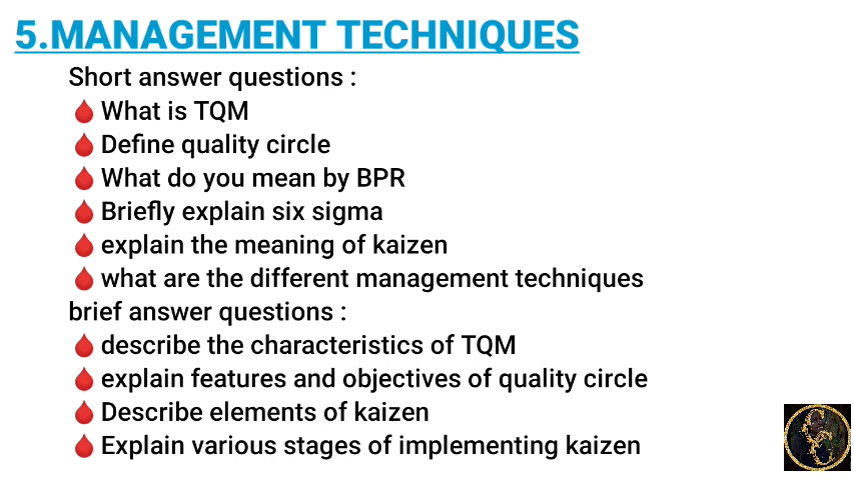 5.MANAGEMENT TECHNIQUES
Short answer questions :
🩸What is TQM
🩸Define quality circle
🩸What do you mean by BPR
🩸Briefly explain six sigma
🩸explain the meaning of kaizen
🩸what are the different management techniques
brief answer questions :
🩸describe the characteristics of TQM
🩸explain features and objectives of quality circle
🩸Describe elements of kaizen
🩸Explain various stages of implementing kaizen